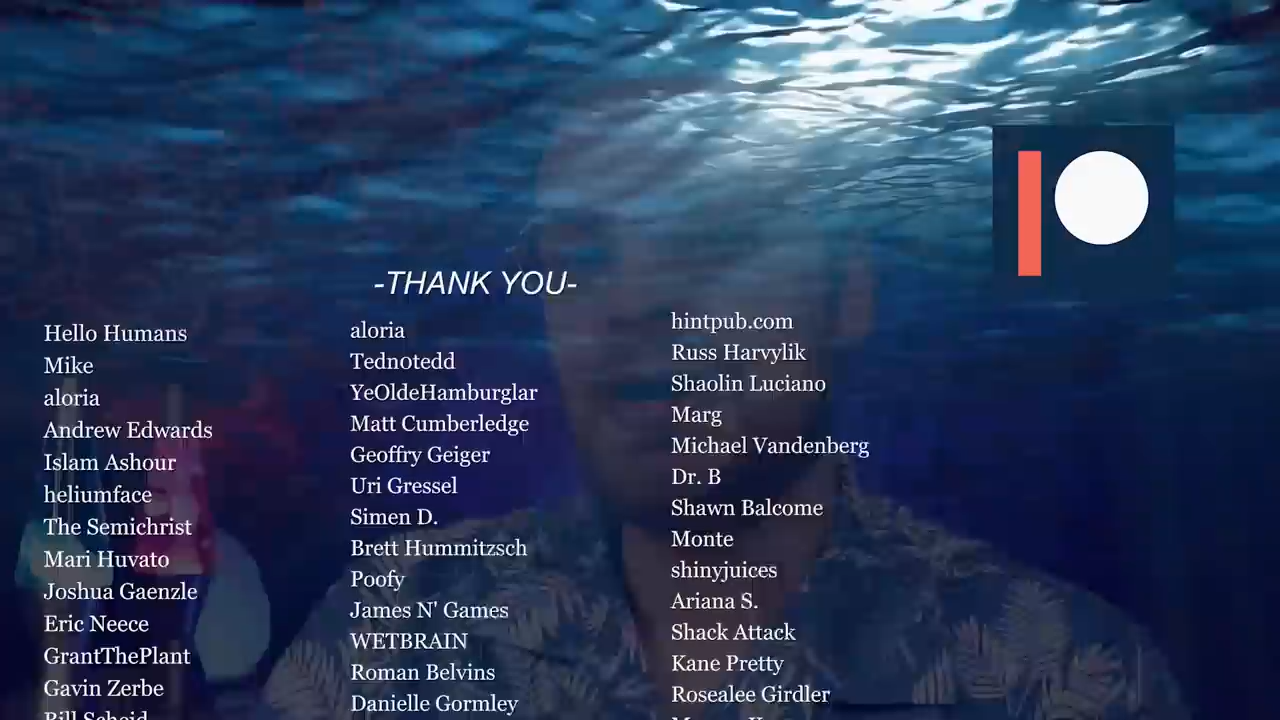 -THANK YOU-
Hello Humans
Mike
aloria
Andrew Edwards
Islam Ashour
heliumface
The Semichrist
Mari Huvato
Joshua Gaenzle
Eric Neece
GrantThePlant
Gavin Zerbe
Bill Scheid
aloria
Tednotedd
YeOldeHamburglar
Matt Cumberledge
Geoffry Geiger
Uri Gressel
Simen D.
Brett Hummitzsch
Poofy
James N' Games
WETBRAIN
Roman Belvins
Danielle Gormley
hintpub.com
Russ Harvylik
Shaolin Luciano
Marg
Michael Vandenberg
Dr. B
Shawn Balcome
Monte
shinyjuices
Ariana S.
Shack Attack
Kane Pretty
Rosealee Girdler